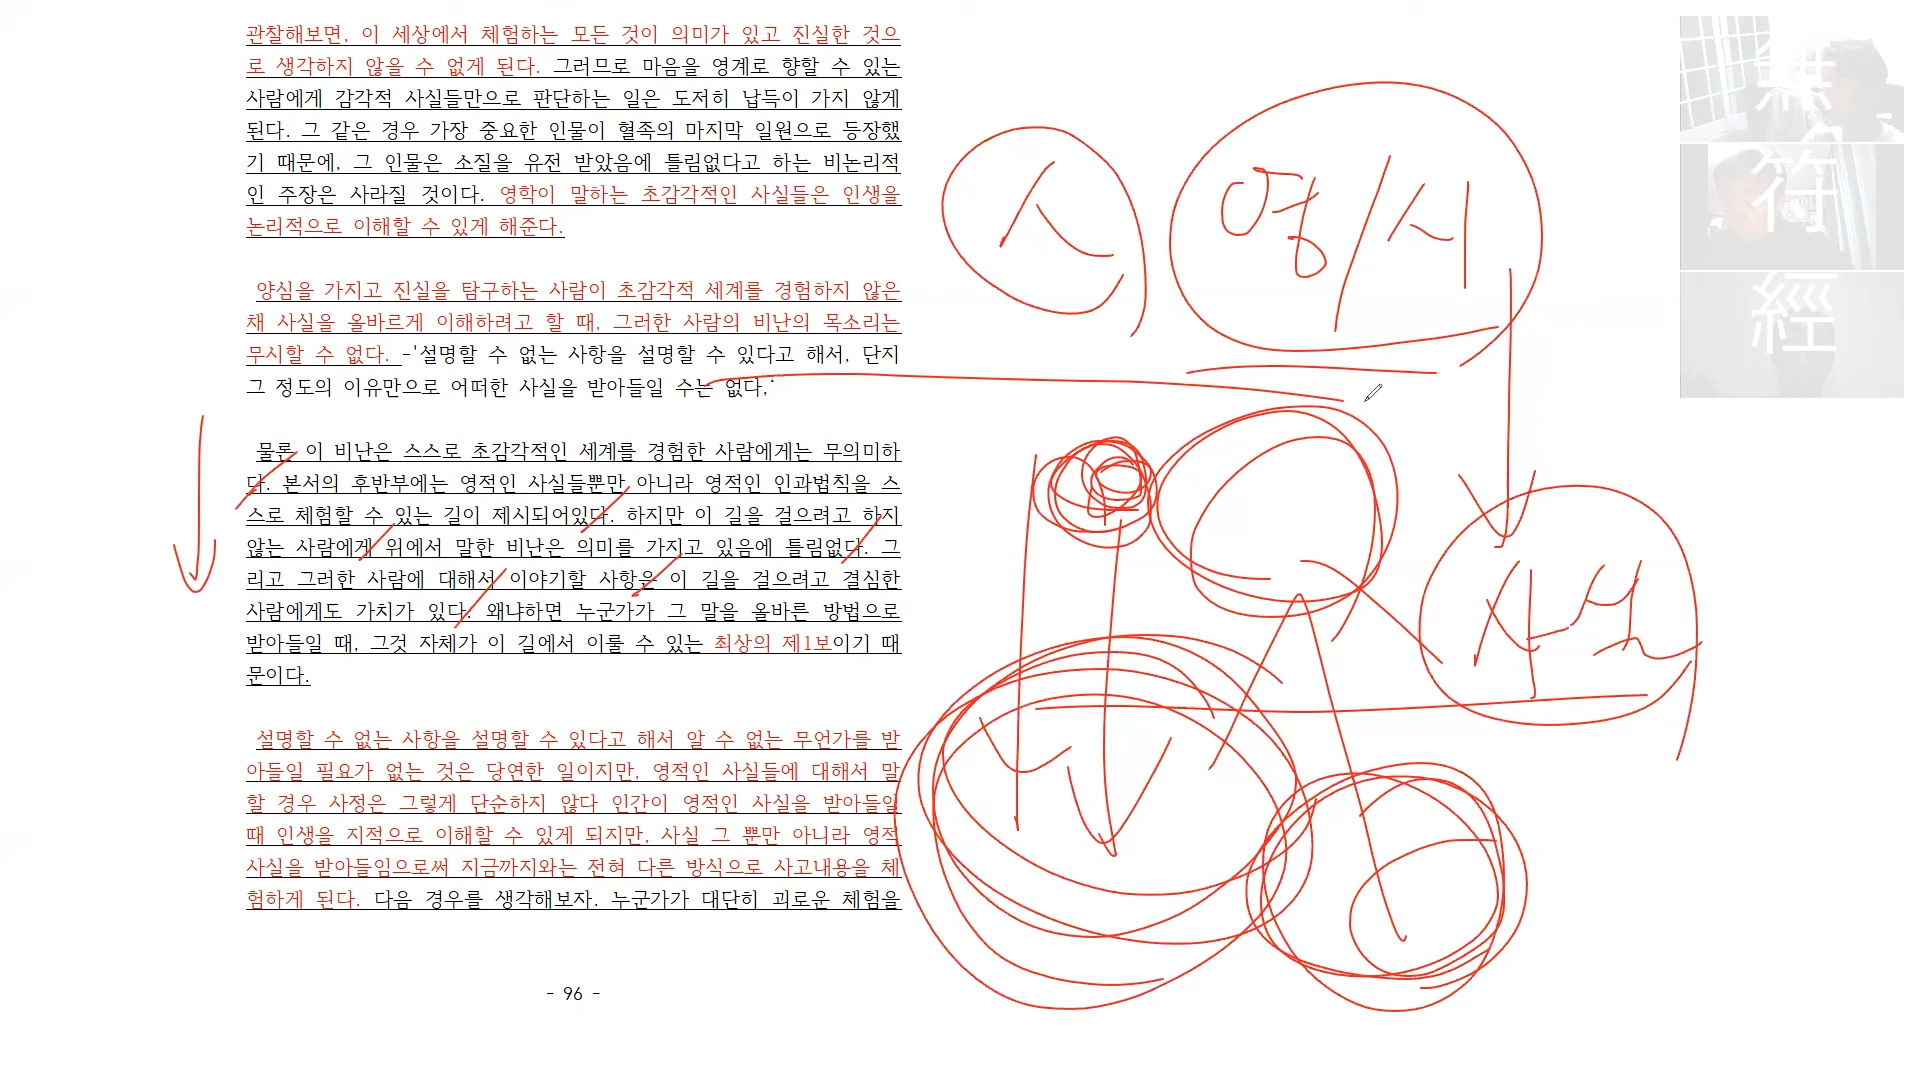 관찰해보면, 이 세상에서 체험하는 모든 것이 의미가 있고 진실한 것으
로 생각하지 않을 수 없게 된다. 그러므로 마음을 영계로 향할 수 있는
사람에게 감각적 사실들만으로 판단하는 일은 도저히 납득이 가지 않게
된다. 그 같은 경우 가장 중요한 인물이 혈족의 마지막 일원으로 등장했
기 때문에, 그 인물은 소질을 유전 받았음에 틀림없다고 하는 비논리적
인 주장은 사라질 것이다. 영학이 말하는 초감각적인 사실들은 인생을
논리적으로 이해할 수 있게 해준다.
양심을 가지고 진실을 탐구하는 사람이 초감각적 세계를 경험하지 않은
채 사실을 올바르게 이해하려고 할 때, 그러한 사람의 비난의 목소리는
무시할 수 없다. -'설명할 수 없는 사항을 설명할 수 있다고 해서, 단지
그 정도의 이유만으로 어떠한 사실을 받아들일 수는 없다,'
물론 이 비난은 스스로 초감각적인 세계를 경험한 사람에게는 무의미하
다. 본서의 후반부에는 영적인 사실들뿐만 아니라 영적인 인과법칙을 스
스로 체험할 수 있는 길이 제시되어있다. 하지만 이 길을 걸으려고 하지
않는 사람에게 위에서 말한 비난은 의미를 가지고 있음에 틀림없다. 그
리고 그러한 사람에 대해서 이야기할 사항은 이 길을 걸으려고 결심한
사람에게도 가치가 있다. 왜냐하면 누군가가 그 말을 올바른 방법으로
받아들일 때, 그것 자체가 이 길에서 이룰 수 있는 최상의 제1보이기 때
문이다.
설명할 수 없는 사항을 설명할 수 있다고 해서 알 수 없는 무언가를 받
아들일 필요가 없는 것은 당연한 일이지만, 영적인 사실들에 대해서 말
할 경우 사정은 그렇게 단순하지 않다 인간이 영적인 사실을 받아들일
때 인생을 지적으로 이해할 수 있게 되지만, 사실 그 뿐만 아니라 영적
사실을 받아들임으로써 지금까지와는 전혀 다른 방식으로 사고내용을 체
험하게 된다. 다음 경우를 생각해보자. 누군가가 대단히 괴로운 체험을
- 96 -
스
영/시
無
符
經